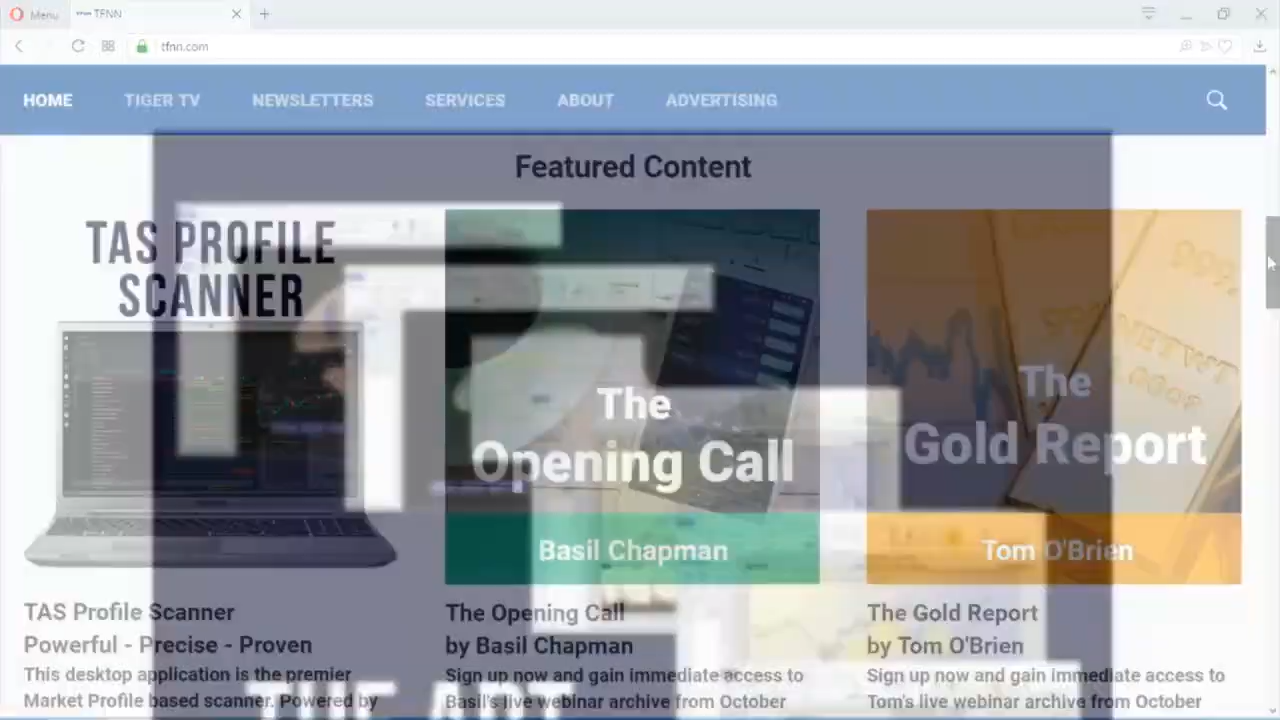 Menu
TFNN
tfnn.com
HOME TIGER TV NEWSLETTERS SERVICES ABOUT ADVERTISING
Featured Content
TAS PROFILE
SCANNER
The
Opening Call
Basil Chapman
The
Gold Report
Tom O'Brien
TAS Profile Scanner
Powerful - Precise - Proven
This desktop application is the premier
Market Profile based scanner. Powered by
The Opening Call
by Basil Chapman
Sign up now and gain immediate access to
Basil's live webinar archive from October
The Gold Report
by Tom O'Brien
Sign up now and gain immediate access to
Tom's live webinar archive from October